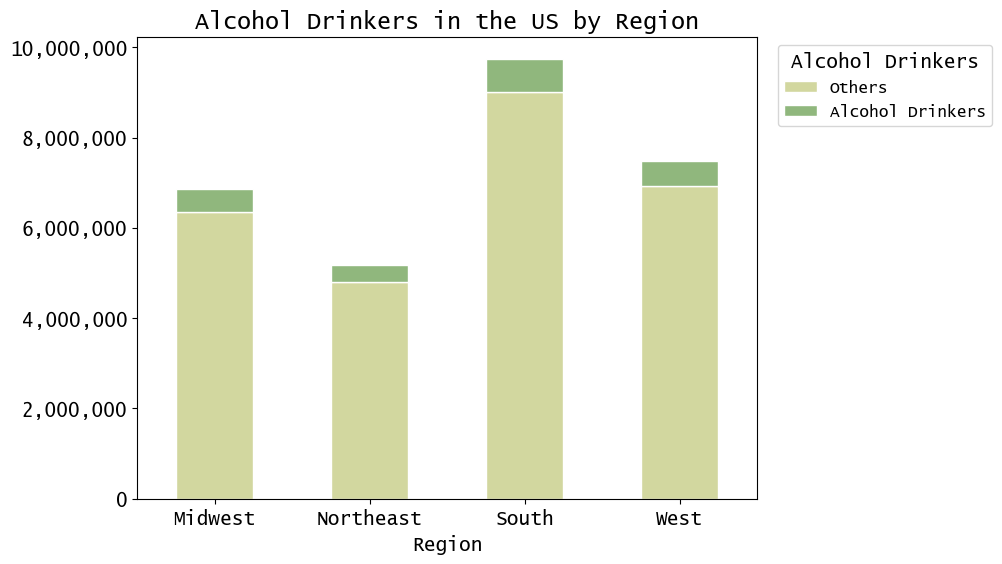 Alcohol Drinkers in the US by Region
10,000,000
8,000,000
6,000,000
4,000,000
2,000,000
0
Midwest Northeast South West
Region
Alcohol Drinkers
Others
Alcohol Drinkers